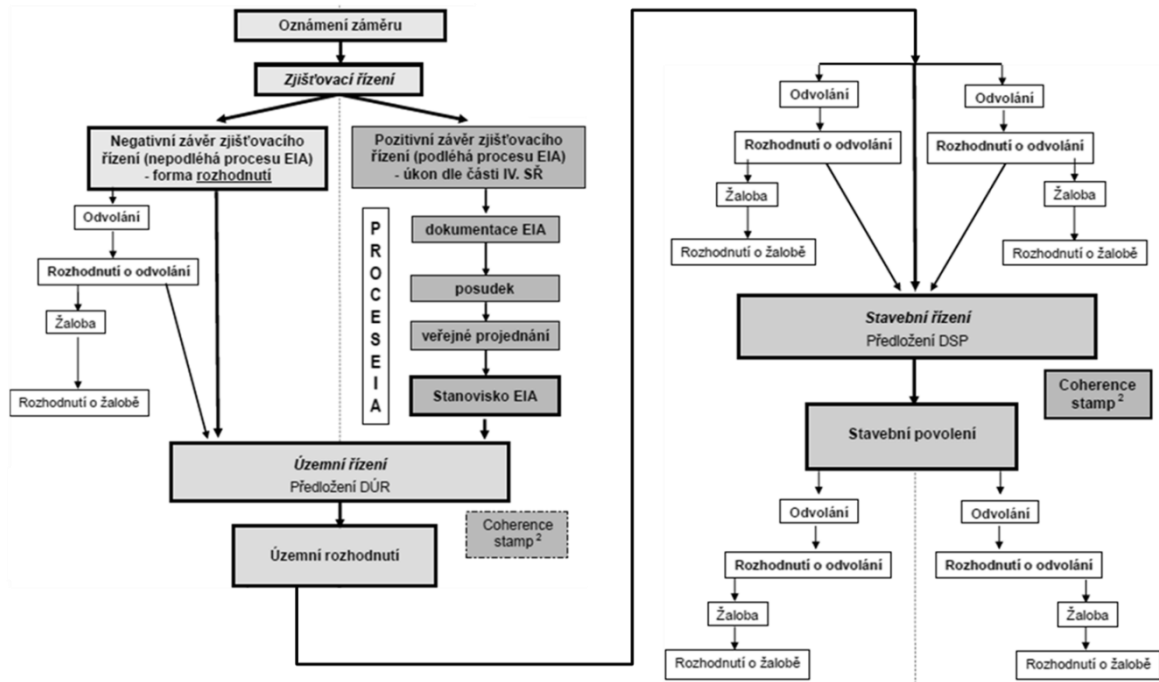 Oznámení záměru
Zjišťovací řízení
Negativní závěr zjišťovacího
řízení (nepodléhá procesu EIA)
- forma rozhodnutí
Pozitivní závěr zjišťovacího
řízení (podléhá procesu EIA)
- úkon dle části IV. SŘ
Odvolání
Rozhodnutí o odvolání
Žaloba
Rozhodnutí o žalobě
PROCESEIA
dokumentace EIA
posudek
veřejné projednání
Stanovisko EIA
Územní řízení
Předložení DÚR
Coherence
stamp 2
Územní rozhodnutí
Odvolání
Odvolání
Rozhodnutí o odvolání
Rozhodnutí o odvolání
Žaloba
Žaloba
Rozhodnutí o žalobě
Rozhodnutí o žalobě
Stavební řízení
Předložení DSP
Coherence
stamp 2
Stavební povolení
Odvolání
Odvolání
Rozhodnutí o odvolání
Rozhodnutí o odvolání
Žaloba
Žaloba
Rozhodnutí o žalobě
Rozhodnutí o žalobě